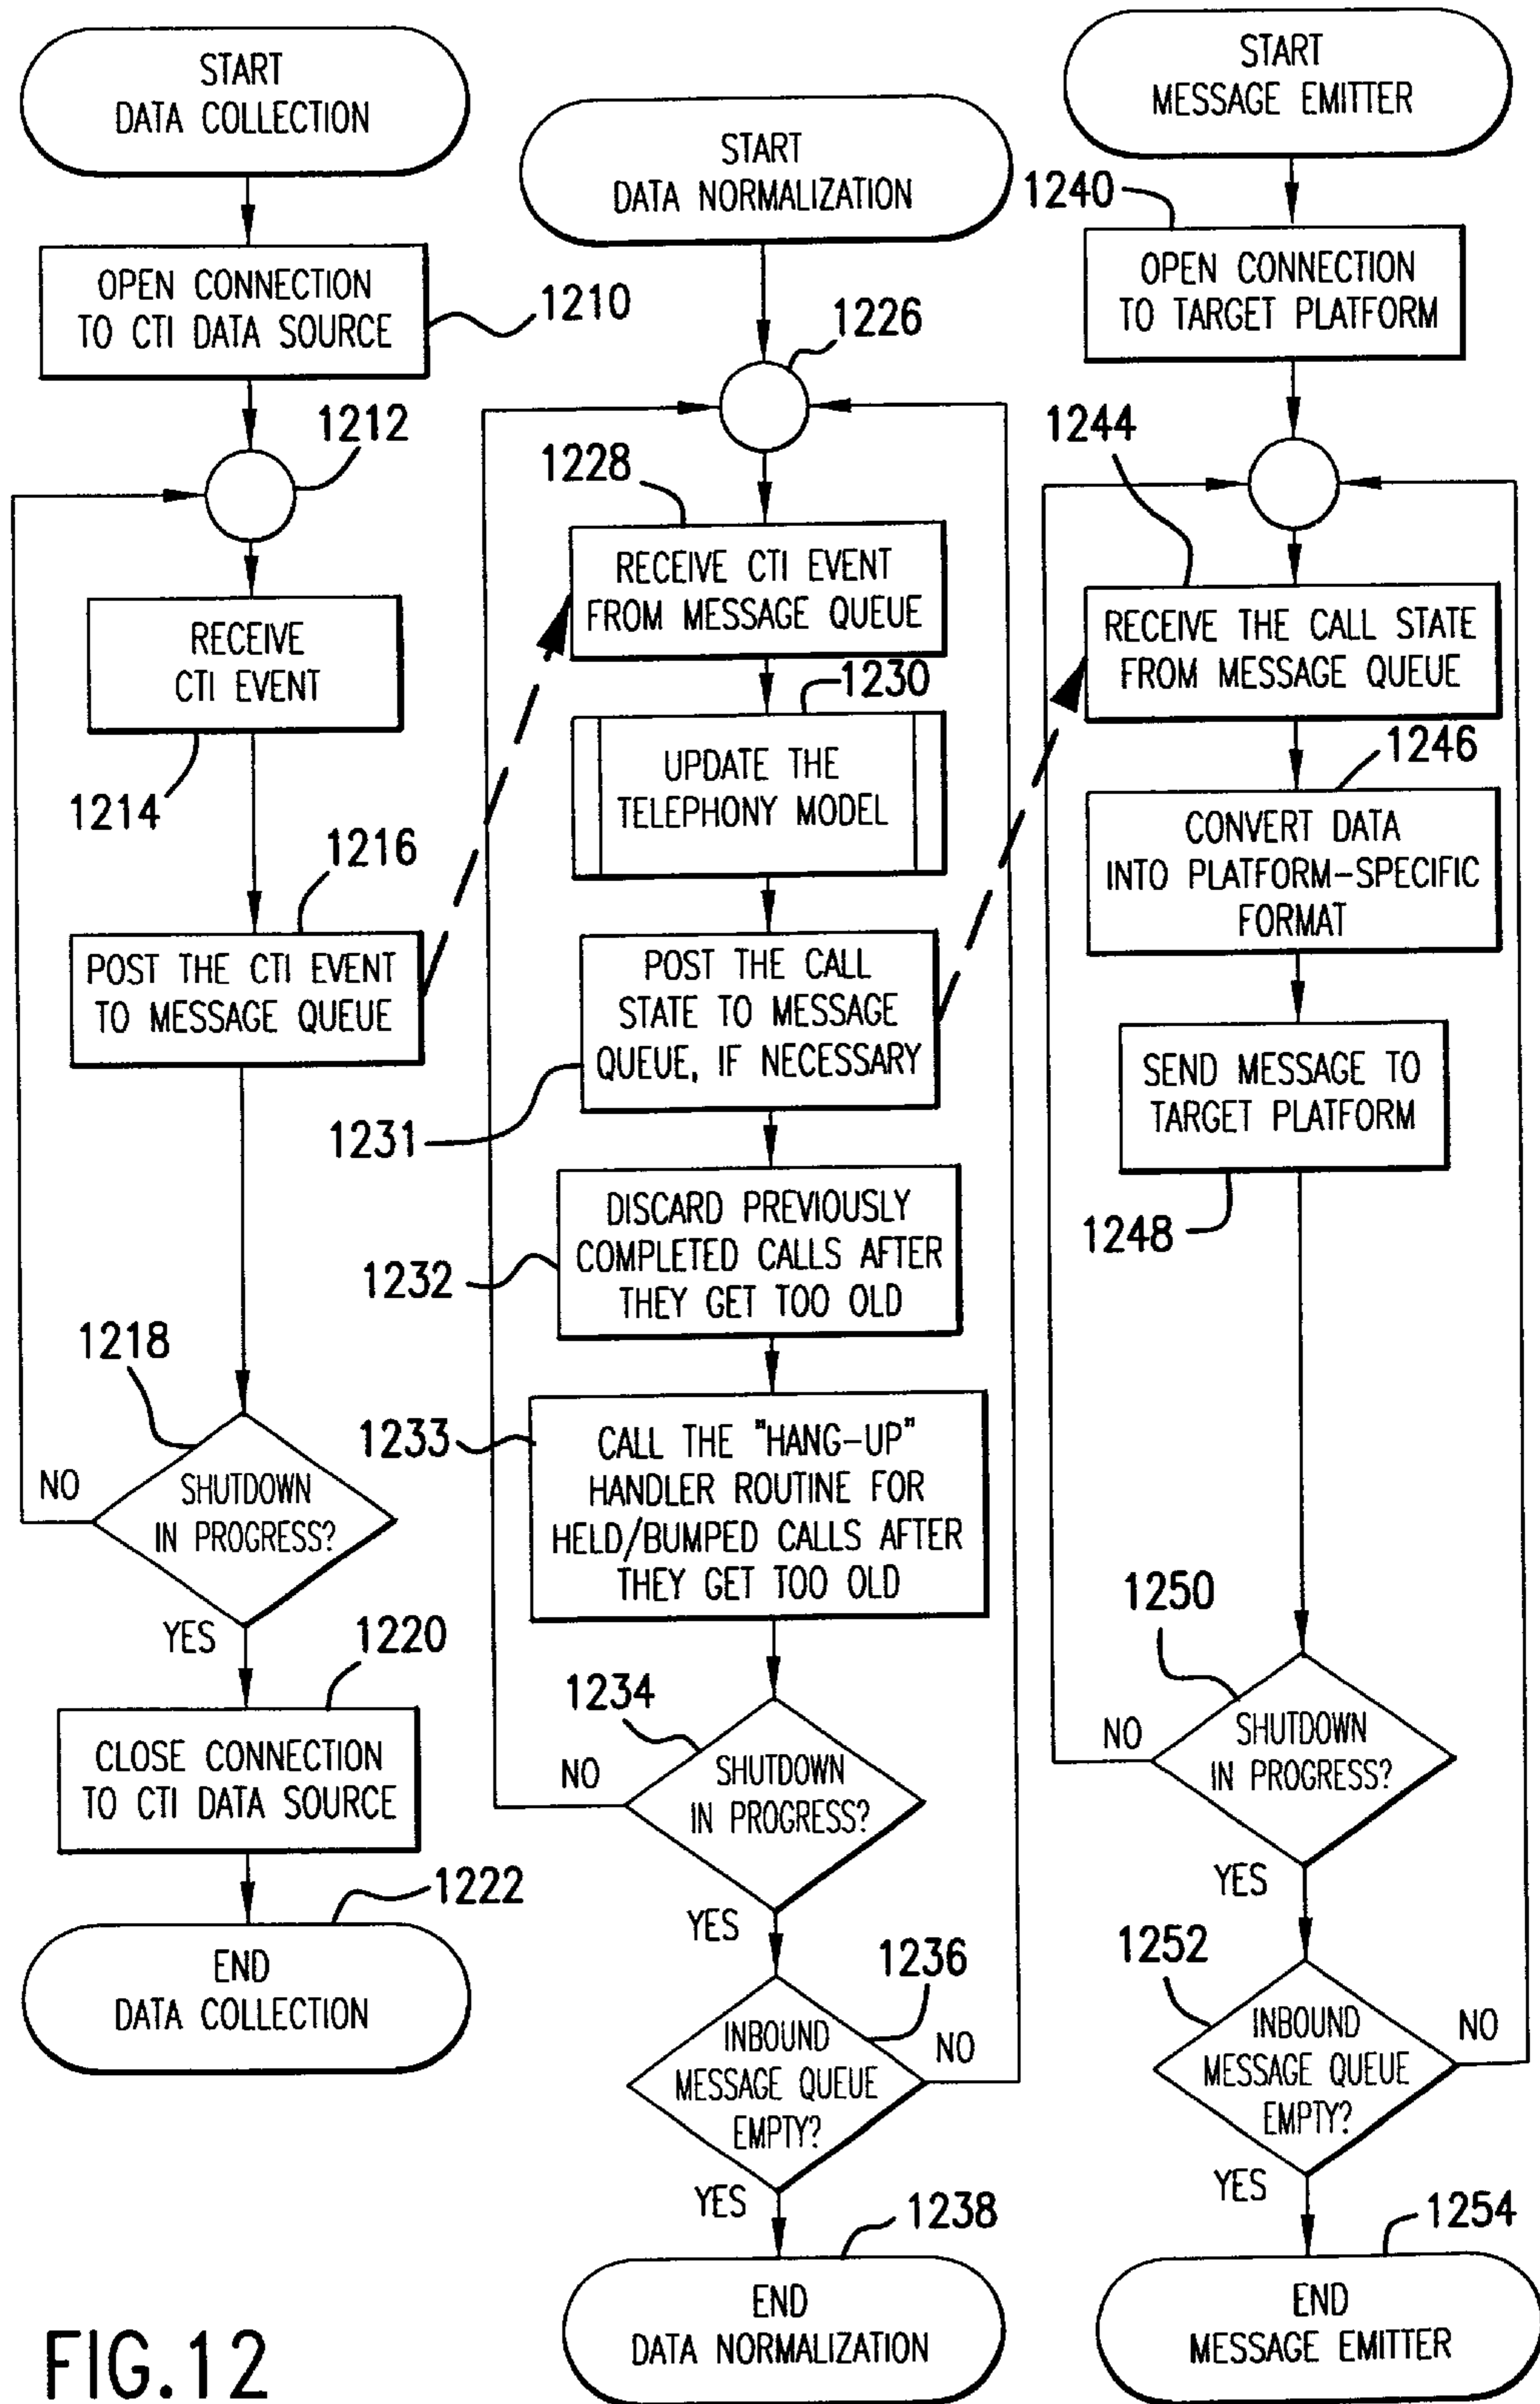 START
DATA COLLECTION
OPEN CONNECTION
TO CTI DATA SOURCE
1210
1212
RECEIVE
CTI EVENT
1214
1216
POST THE CTI EVENT
TO MESSAGE QUEUE
1218
NO
SHUTDOWN
IN PROGRESS?
YES
1220
CLOSE CONNECTION
TO CTI DATA SOURCE
1222
END
DATA COLLECTION
START
DATA NORMALIZATION
1226
1228
RECEIVE CTI EVENT
FROM MESSAGE QUEUE
1230
UPDATE THE
TELEPHONY MODEL
POST THE CALL
STATE TO MESSAGE
QUEUE, IF NECESSARY
1231
DISCARD PREVIOUSLY
COMPLETED CALLS AFTER
THEY GET TOO OLD
1232
1233
CALL THE "HANG-UP"
HANDLER ROUTINE FOR
HELD/BUMPED CALLS AFTER
THEY GET TOO OLD
1234
NO
SHUTDOWN
IN PROGRESS?
YES
1236
INBOUND
MESSAGE QUEUE
EMPTY?
NO
YES
1238
END
DATA NORMALIZATION
START
MESSAGE EMITTER
1240
OPEN CONNECTION
TO TARGET PLATFORM
1244
RECEIVE THE CALL STATE
FROM MESSAGE QUEUE
1246
CONVERT DATA
INTO PLATFORM-SPECIFIC
FORMAT
SEND MESSAGE TO
TARGET PLATFORM
1248
1250
NO
SHUTDOWN
IN PROGRESS?
YES
1252
INBOUND
MESSAGE QUEUE
EMPTY?
NO
YES
1254
END
MESSAGE EMITTER
FIG.12